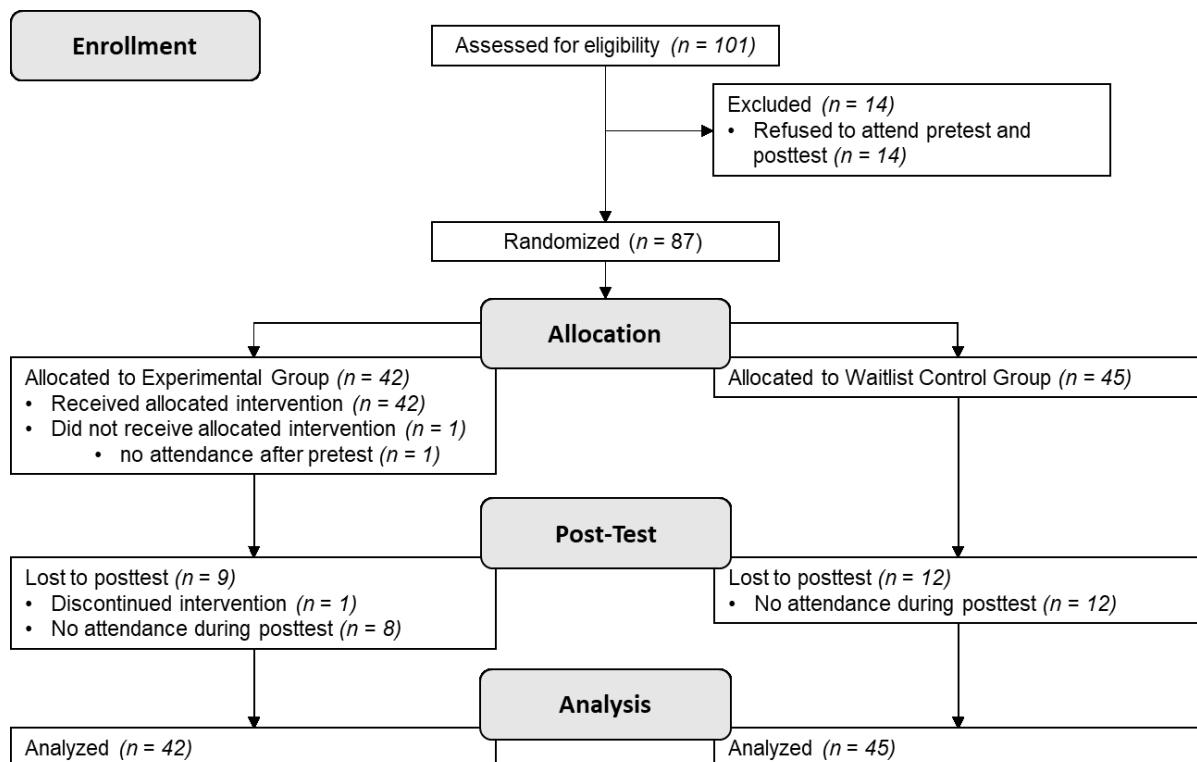 Enrollment
Assessed for eligibility (n = 101)
Excluded (n = 14)
• Refused to attend pretest and
posttest (n = 14)
Randomized (n = 87)
Allocation
Allocated to Experimental Group (n = 42)
• Received allocated intervention (n = 42)
• Did not receive allocated intervention (n = 1)
• no attendance after pretest (n = 1)
Allocated to Waitlist Control Group (n = 45)
Post-Test
Lost to posttest (n = 9)
• Discontinued intervention (n = 1)
• No attendance during posttest (n = 8)
Lost to posttest (n = 12)
• No attendance during posttest (n = 12)
Analysis
Analyzed (n = 42)
Analyzed (n = 45)